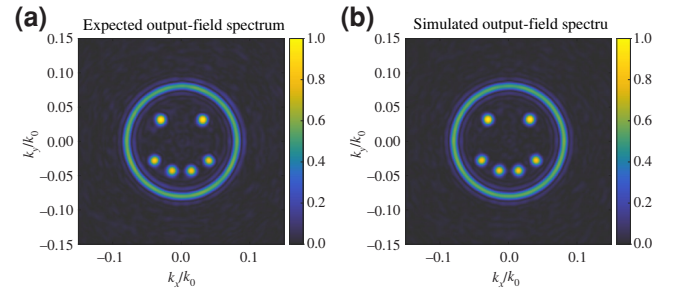 (a) Expected output-field spectrum
(b) Simulated output-field spectru
0.15 1.0 0.15 1.0
0.10 0.8 0.10 0.8
0.05 0.6 0.05 0.6
ky/k0 0.00 ky/k0 0.00
0.4 0.4
−0.05 −0.05
0.2 0.2
−0.10 −0.10
−0.15 0.0 −0.15 0.0
−0.1 0.0 0.1 −0.1 0.0 0.1
kx/k0 kx/k0